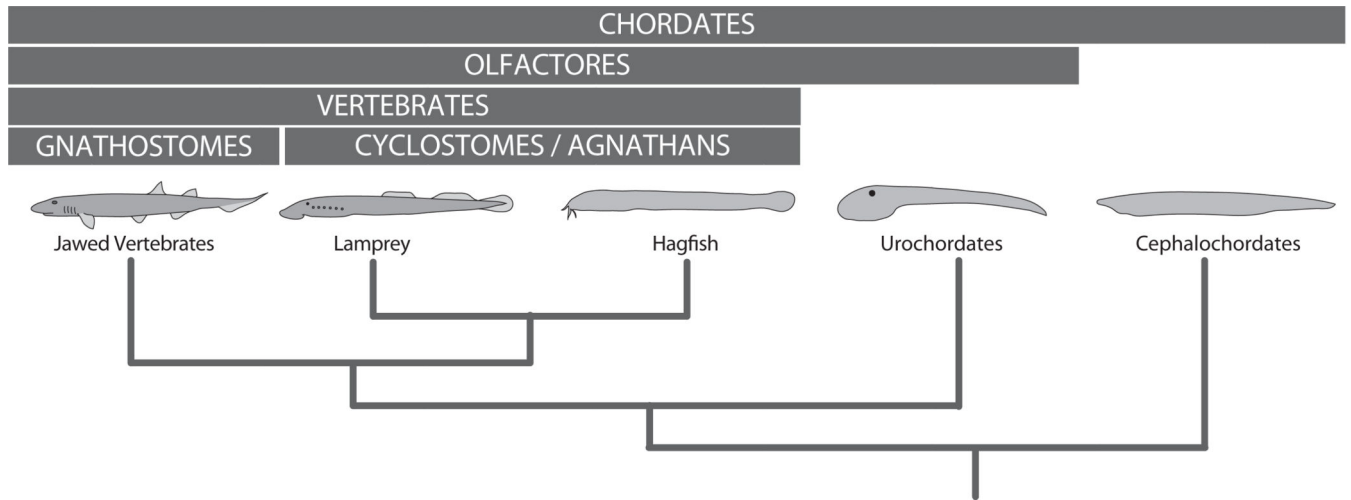 CHORDATES
OLFACTORES
VERTEBRATES
GNATHOSTOMES
CYCLOSTOMES / AGNATHANS
Jawed Vertebrates
Lamprey
Hagfish
Urochordates
Cephalochordates